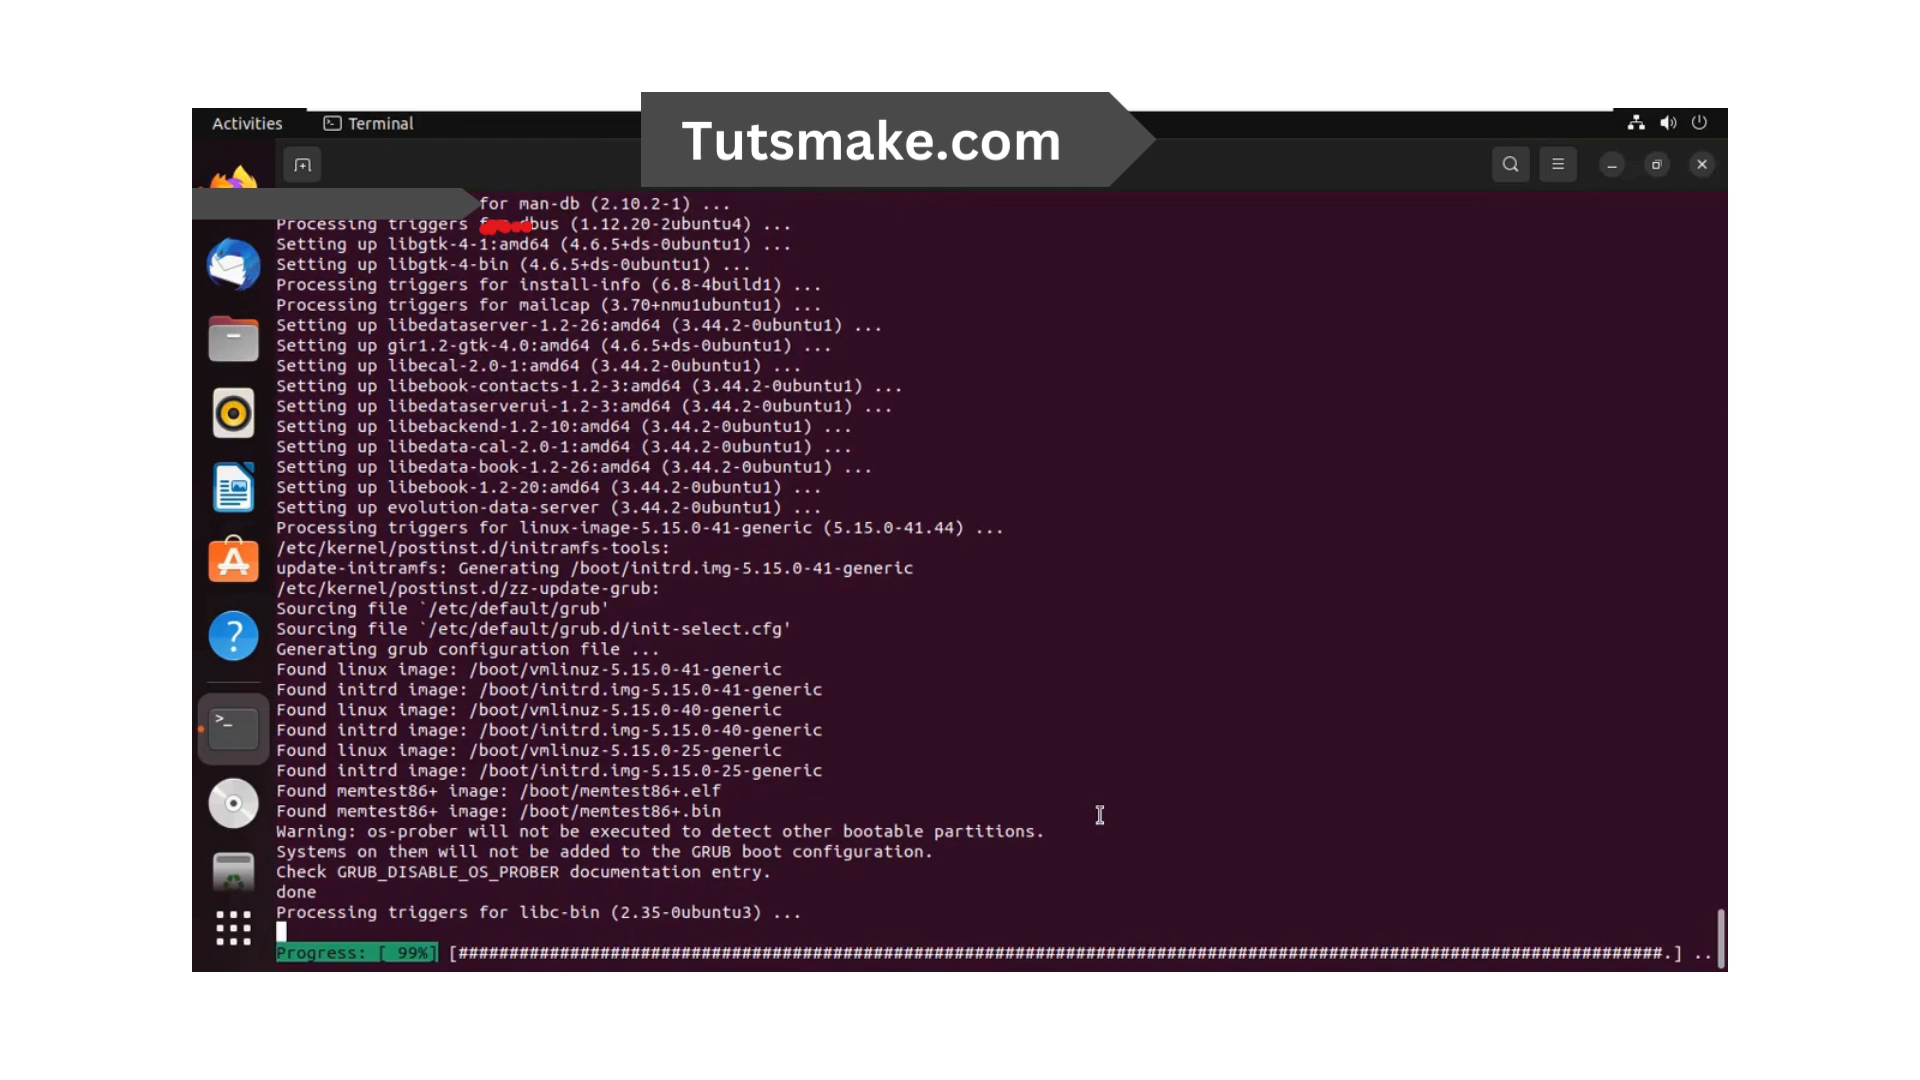 Tutsmake.com
Activities
Terminal
for man-db (2.10.2-1) ...
Processing triggers dbus (1.12.20-2ubuntu4) ...
Setting up libgtk-4-1:amd64 (4.6.5+ds-0ubuntu1) ...
Setting up libgtk-4-bin (4.6.5+ds-0ubuntu1) ...
Processing triggers for install-info (6.8-4build1) ...
Processing triggers for mailcap (3.70+nmu1ubuntu1) ...
Setting up libedataserver-1.2-26:amd64 (3.44.2-0ubuntu1) ...
Setting up gir1.2-gtk-4.0:amd64 (4.6.5+ds-0ubuntu1) ...
Setting up libecal-2.0-1:amd64 (3.44.2-0ubuntu1) ...
Setting up libebook-contacts-1.2-3:amd64 (3.44.2-0ubuntu1) ...
Setting up libedataserverui-1.2-3:amd64 (3.44.2-0ubuntu1) ...
Setting up libebackend-1.2-10:amd64 (3.44.2-0ubuntu1) ...
Setting up libedata-cal-2.0-1:amd64 (3.44.2-0ubuntu1) ...
Setting up libedata-book-1.2-26:amd64 (3.44.2-0ubuntu1) ...
Setting up libebook-1.2-20:amd64 (3.44.2-0ubuntu1) ...
Setting up evolution-data-server (3.44.2-0ubuntu1) ...
Processing triggers for linux-image-5.15.0-41-generic (5.15.0-41.44) ...
/etc/kernel/postinst.d/initramfs-tools:
update-initramfs: Generating /boot/initrd.img-5.15.0-41-generic
/etc/kernel/postinst.d/zz-update-grub:
Sourcing file `/etc/default/grub'
Sourcing file `/etc/default/grub.d/init-select.cfg'
Generating grub configuration file ...
Found linux image: /boot/vmlinuz-5.15.0-41-generic
Found initrd image: /boot/initrd.img-5.15.0-41-generic
Found linux image: /boot/vmlinuz-5.15.0-40-generic
Found initrd image: /boot/initrd.img-5.15.0-40-generic
Found linux image: /boot/vmlinuz-5.15.0-25-generic
Found initrd image: /boot/initrd.img-5.15.0-25-generic
Found memtest86+ image: /boot/memtest86+.elf
Found memtest86+ image: /boot/memtest86+.bin
Warning: os-prober will not be executed to detect other bootable partitions.
Systems on them will not be added to the GRUB boot configuration.
Check GRUB_DISABLE_OS_PROBER documentation entry.
done
Processing triggers for libc-bin (2.35-0ubuntu3) ...
Progress: [ 99%] [#######################################################################################################################.] ..